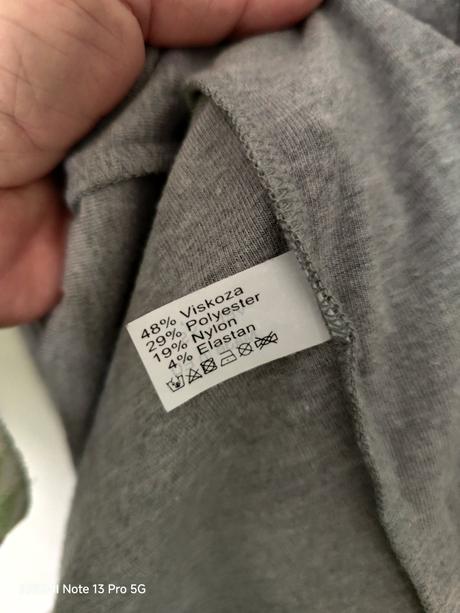 48% Viskoza
29% Polyester
19% Nylon
4% Elastan
Note 13 Pro 5G